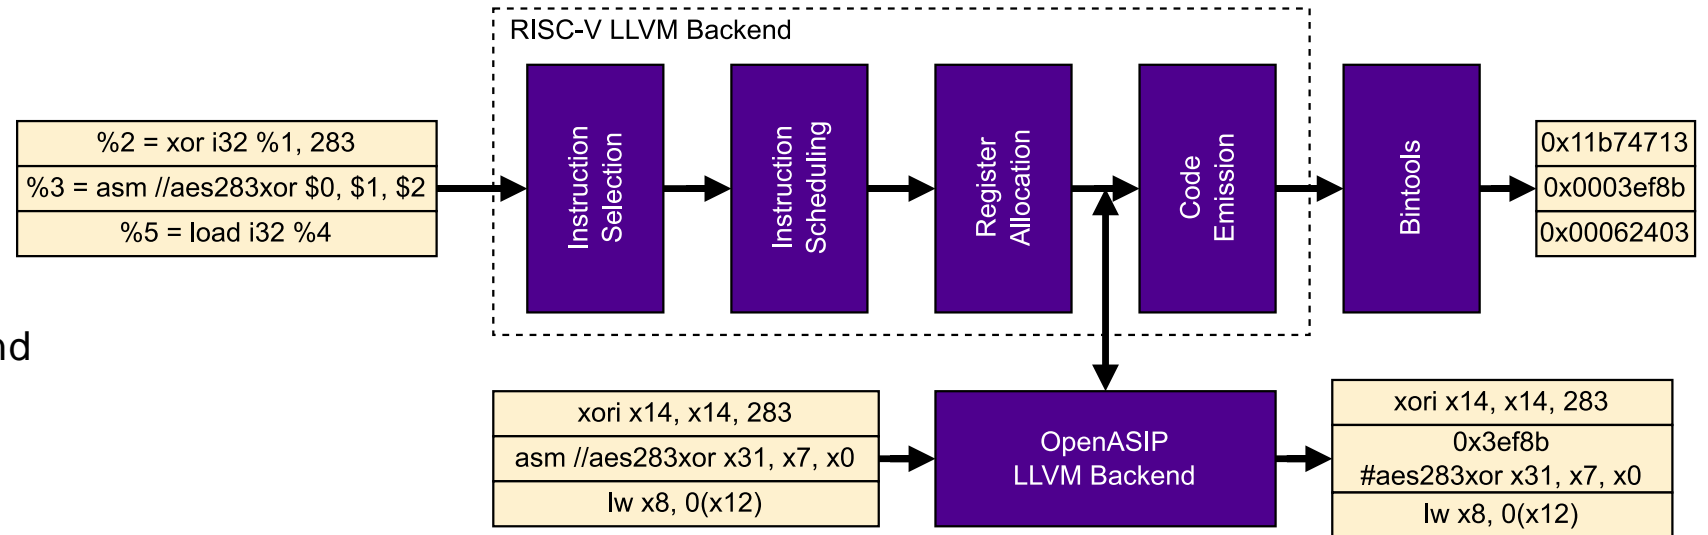 RISC-V LLVM Backend
%2 = xor i32 %1, 283
%3 = asm //aes283xor $0, $1, $2
%5 = load i32 %4
Instruction
Selection
Instruction
Scheduling
Register
Allocation
Code
Emission
Bintools
0x11b74713
0x0003ef8b
0x00062403
xori x14, x14, 283
asm //aes283xor x31, x7, x0
lw x8, 0(x12)
OpenASIP
LLVM Backend
xori x14, x14, 283
0x3ef8b
#aes283xor x31, x7, x0
lw x8, 0(x12)